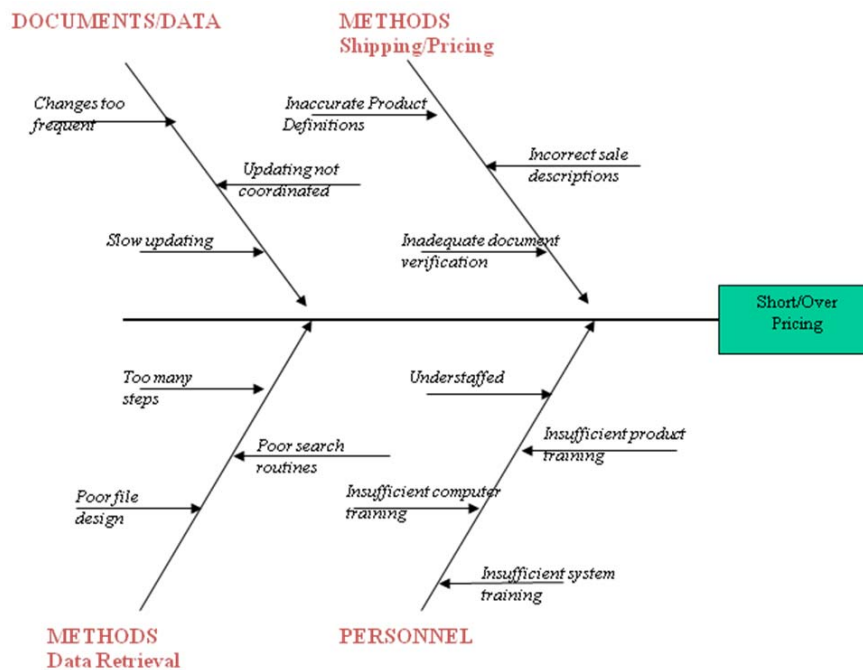 DOCUMENTS/DATA
METHODS
Shipping/Pricing
Changes too
frequent
Inaccurate Product
Definitions
Updating not
coordinated
Incorrect sale
descriptions
Slow updating
Inadequate document
verification
Short/Over
Pricing
Too many
steps
Understaffed
Poor search
routines
Insufficient product
training
Poor file
design
Insufficient computer
training
Insufficient system
training
METHODS
Data Retrieval
PERSONNEL